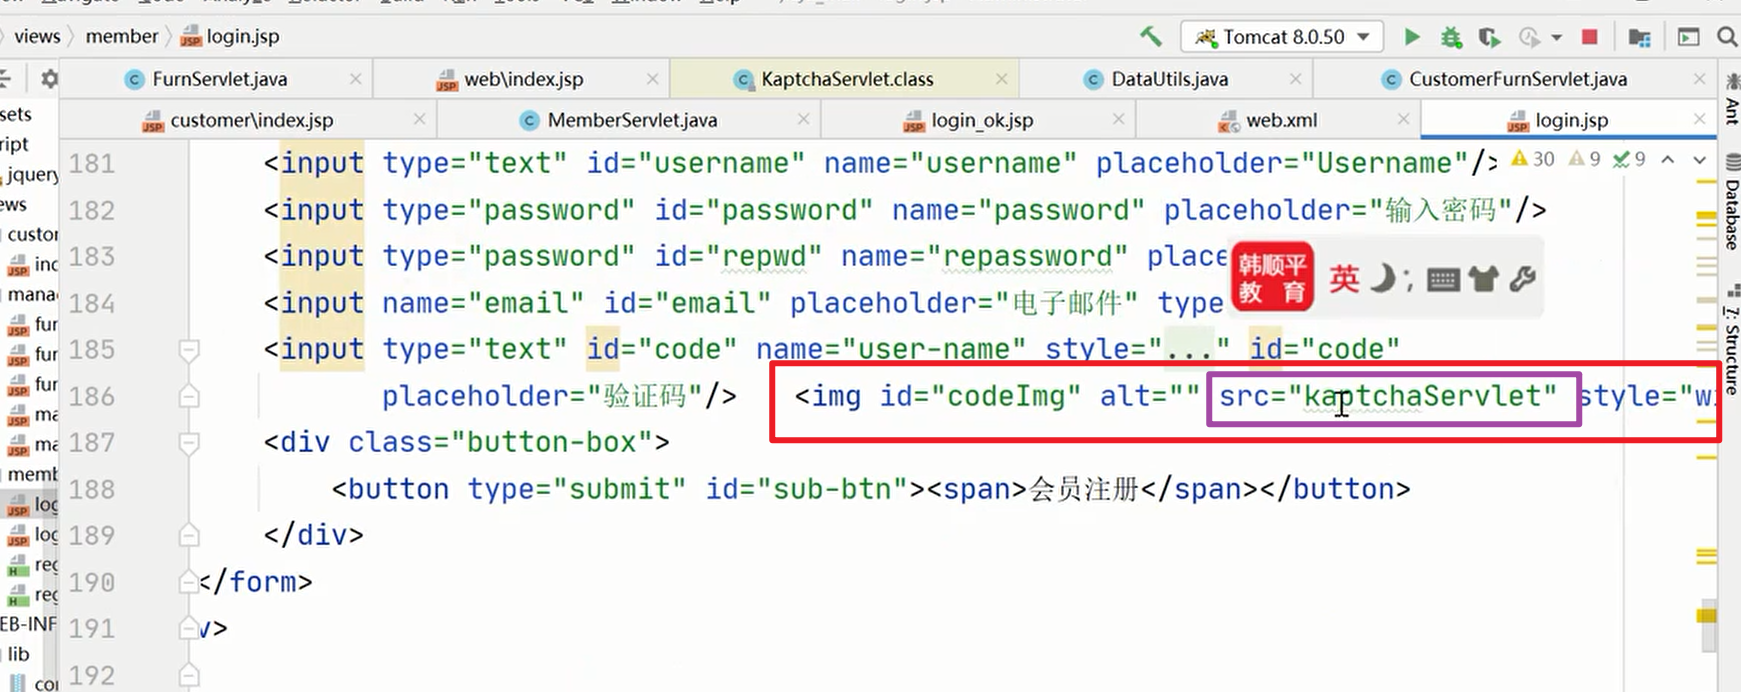 views member login.jsp Tomcat 8.0.50
FurnServlet.java web\index.jsp KaptchaServlet.class DataUtils.java CustomerFurnServlet.java
customer\index.jsp MemberServlet.java login_ok.jsp web.xml login.jsp
181 <input type="text" id="username" name="username" placeholder="Username"/> 30 9 9
182 <input type="password" id="password" name="password" placeholder="输入密码"/>
183 <input type="password" id="repwd" name="repassword" place
184 <input name="email" id="email" placeholder="电子邮件" type
185 <input type="text" id="code" name="user-name" style="..." id="code"
186 placeholder="验证码"/> <img id="codeImg" alt="" src="kaptchaServlet" style="w
187 <div class="button-box">
188 <button type="submit" id="sub-btn"><span>会员注册</span></button>
189 </div>
190 </form>
191 v>
192
韩顺平
教育
英
sets
ript
jquery
ews
custor
ind
mana
fur
fur
fur
ma
ma
memb
log
log
reg
reg
EB-INF
lib
cor
Ant
Database
7: Structure